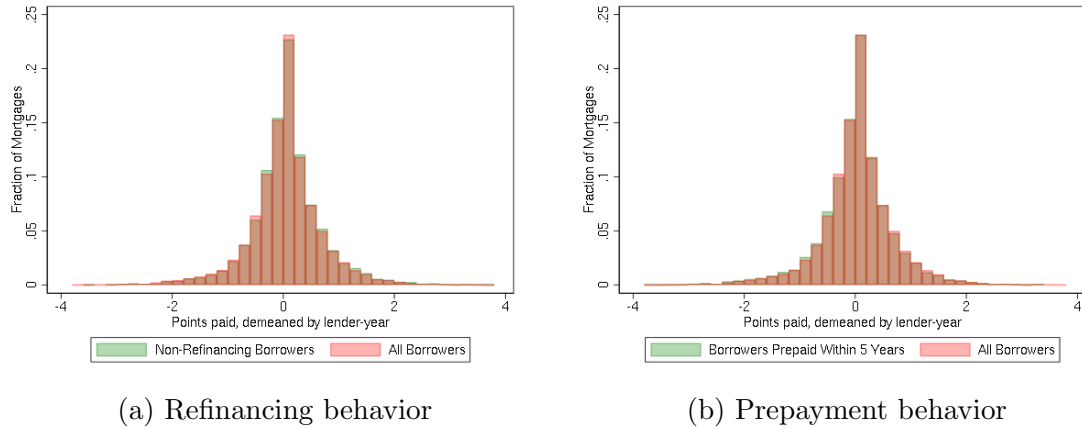 .25
.2
.15
.1
.05
0
Fraction of Mortgages
-4 -2 0 2 4
Points paid, demeaned by lender-year
Non-Refinancing Borrowers All Borrowers
(a) Refinancing behavior
.25
.2
.15
.1
.05
0
Fraction of Mortgages
-4 -2 0 2 4
Points paid, demeaned by lender-year
Borrowers Prepaid Within 5 Years All Borrowers
(b) Prepayment behavior